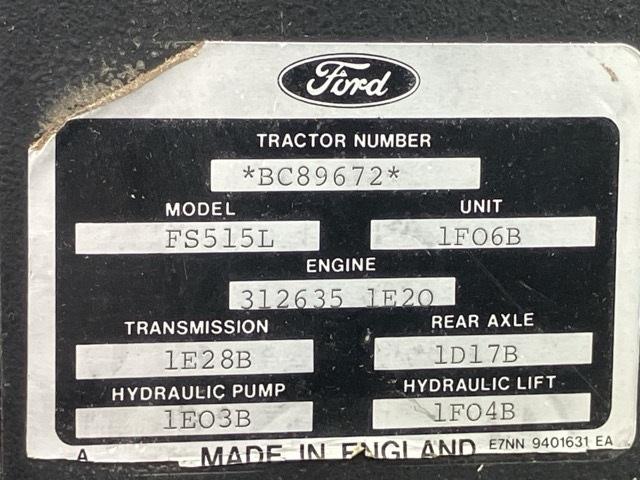 Ford
TRACTOR NUMBER
*BC89672*
MODEL UNIT
FS515L 1F06B
ENGINE
312635 1E20
TRANSMISSION REAR AXLE
1E28B 1D17B
HYDRAULIC PUMP HYDRAULIC LIFT
1E03B 1F04B
A MADE IN ENGLAND E7NN 9401631 EA